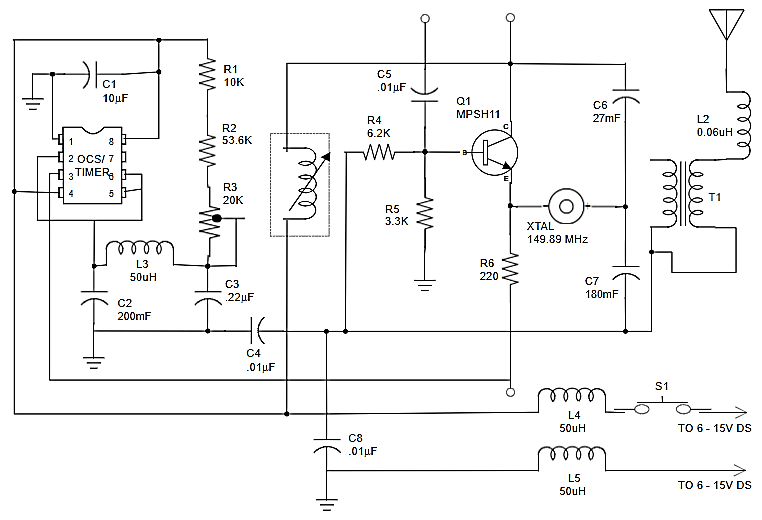 R1
10K
C1
10µF
C5
.01µF
Q1
MPSH11
C
B
E
C6
27mF
L2
0.06uH
R4
6.2K
R2
53.6K
1
8
2
OCS/
7
TIMER
3
6
4
5
R3
20K
R5
3.3K
XTAL
149.89 MHz
T1
L3
50uH
R6
220
C7
180mF
C3
.22µF
C2
200mF
C4
.01µF
S1
L4
50uH
TO 6 - 15V DS
C8
.01µF
L5
50uH
TO 6 - 15V DS